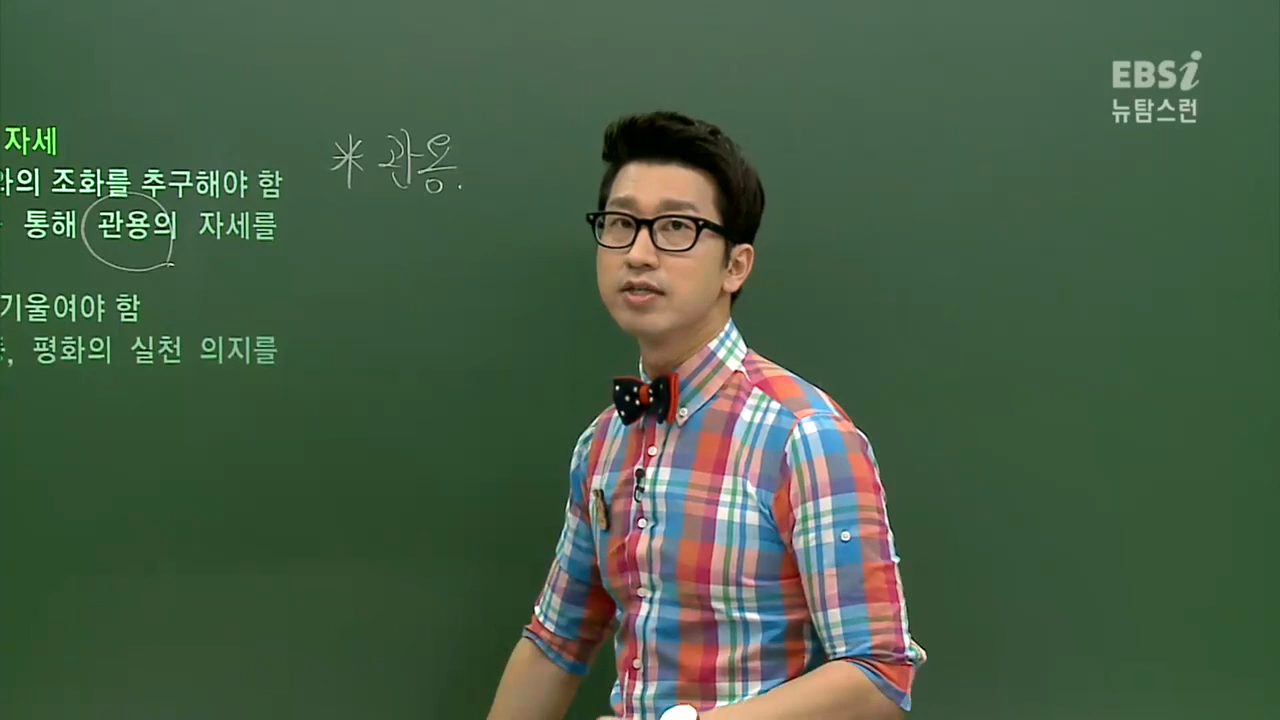 자세
와의 조화를 추구해야 함
통해 관용의 자세를
기울여야 함
, 평화의 실천 의지를
* 관용.
EBSi
뉴탐스런